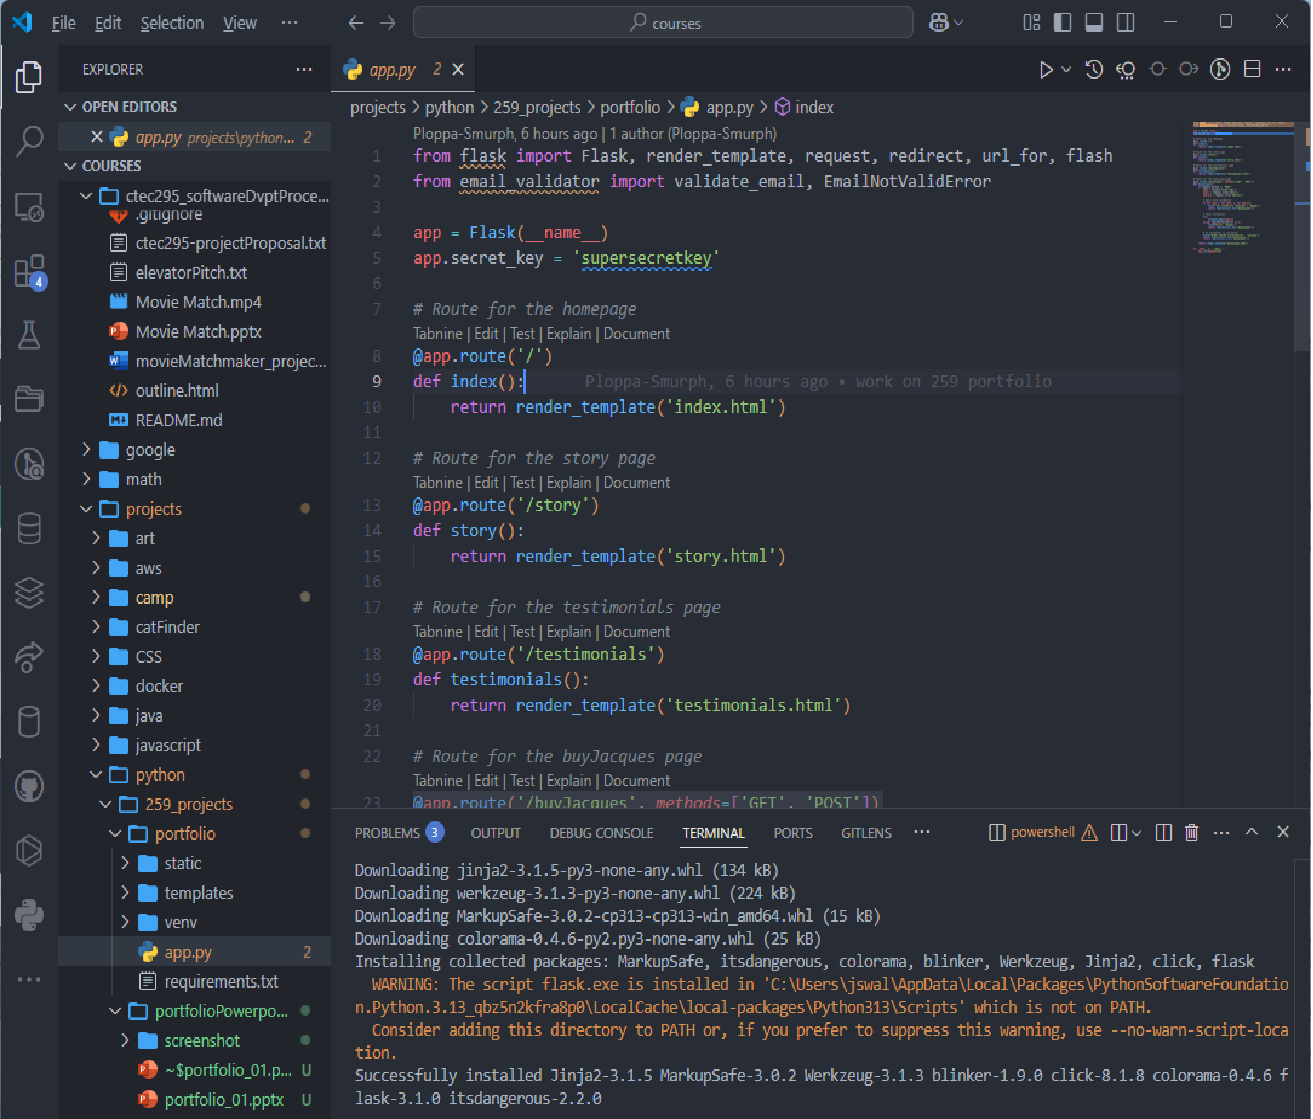 File Edit Selection View ··· courses
EXPLORER ···
OPEN EDITORS
app.py projects\python... 2
COURSES
ctec295_softwareDvptProce...
.gitignore
ctec295-projectProposal.txt
elevatorPitch.txt
Movie Match.mp4
Movie Match.pptx
movieMatchmaker_projec...
outline.html
README.md
google
math
projects
art
aws
camp
catFinder
CSS
docker
java
javascript
python
259_projects
portfolio
static
templates
venv
app.py 2
requirements.txt
portfolioPowerpo...
screenshot
~$portfolio_01.p... U
portfolio_01.pptx U
4
app.py 2
projects > python > 259_projects > portfolio > app.py > index
Ploppa-Smurph, 6 hours ago | 1 author (Ploppa-Smurph)
1 from flask import Flask, render_template, request, redirect, url_for, flash
2 from email_validator import validate_email, EmailNotValidError
3
4 app = Flask(__name__)
5 app.secret_key = 'supersecretkey'
6
7 # Route for the homepage
Tabnine | Edit | Test | Explain | Document
8 @app.route('/')
9 def index(): Ploppa-Smurph, 6 hours ago • work on 259 portfolio
10 return render_template('index.html')
11
12 # Route for the story page
Tabnine | Edit | Test | Explain | Document
13 @app.route('/story')
14 def story():
15 return render_template('story.html')
16
17 # Route for the testimonials page
Tabnine | Edit | Test | Explain | Document
18 @app.route('/testimonials')
19 def testimonials():
20 return render_template('testimonials.html')
21
22 # Route for the buyJacques page
Tabnine | Edit | Test | Explain | Document
23 @app.route('/buyJacques', methods=['GET', 'POST'])
PROBLEMS 3 OUTPUT DEBUG CONSOLE TERMINAL PORTS GITLENS ··· powershell
Downloading jinja2-3.1.5-py3-none-any.whl (134 kB)
Downloading werkzeug-3.1.3-py3-none-any.whl (224 kB)
Downloading MarkupSafe-3.0.2-cp313-cp313-win_amd64.whl (15 kB)
Downloading colorama-0.4.6-py2.py3-none-any.whl (25 kB)
Installing collected packages: MarkupSafe, itsdangerous, colorama, blinker, Werkzeug, Jinja2, click, flask
WARNING: The script flask.exe is installed in 'C:\Users\jswal\AppData\Local\Packages\PythonSoftwareFoundatio
n.Python.3.13_qbz5n2kfra8p0\LocalCache\local-packages\Python313\Scripts' which is not on PATH.
Consider adding this directory to PATH or, if you prefer to suppress this warning, use --no-warn-script-loca
tion.
Successfully installed Jinja2-3.1.5 MarkupSafe-3.0.2 Werkzeug-3.1.3 blinker-1.9.0 click-8.1.8 colorama-0.4.6 f
lask-3.1.0 itsdangerous-2.2.0